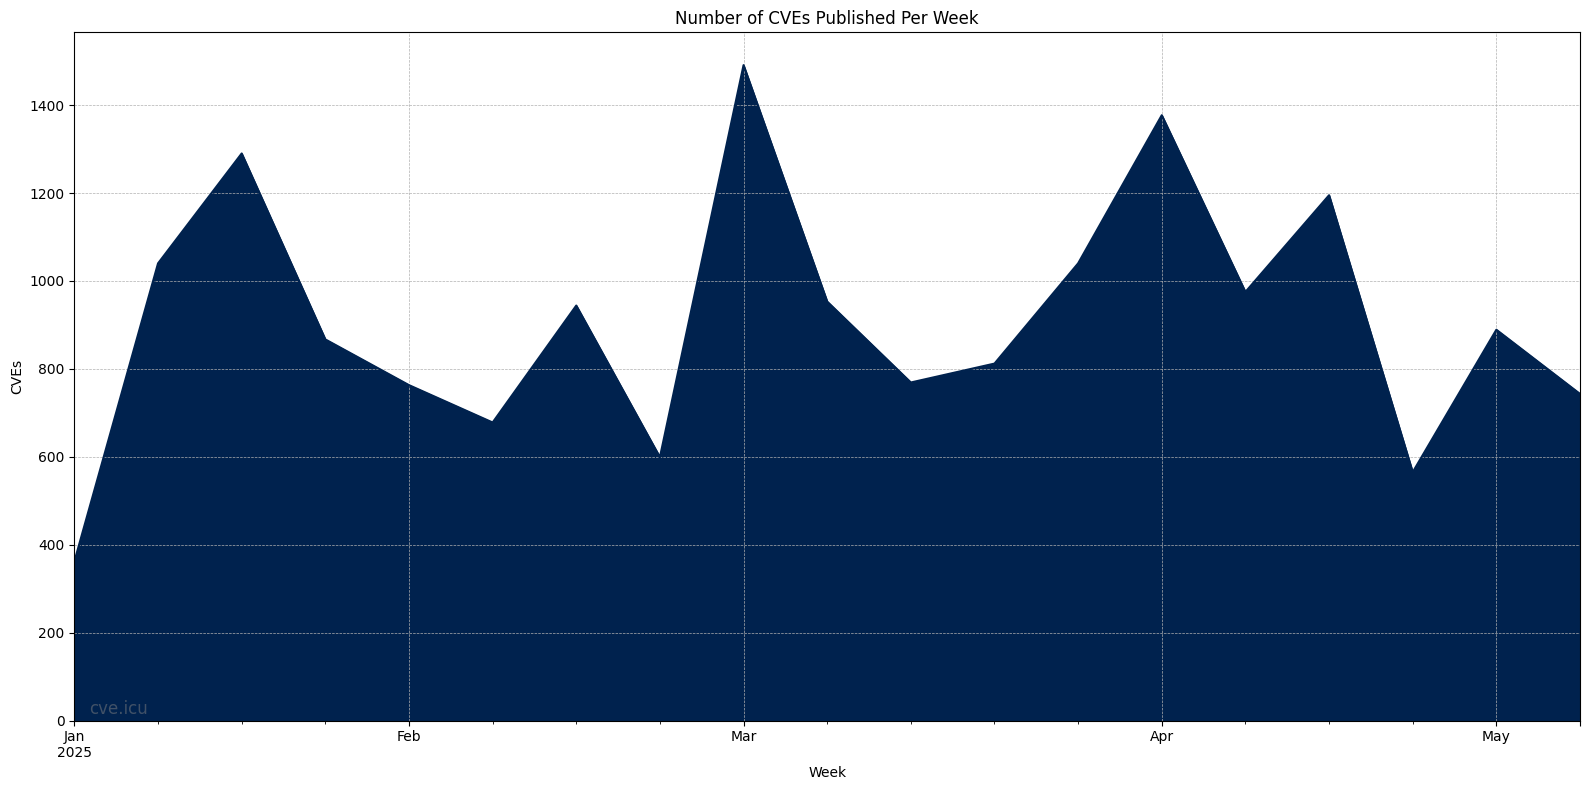 Number of CVEs Published Per Week
1400
1200
1000
800
600
400
200
0
CVEs
cve.icu
Jan
2025
Feb
Mar
Apr
May
Week